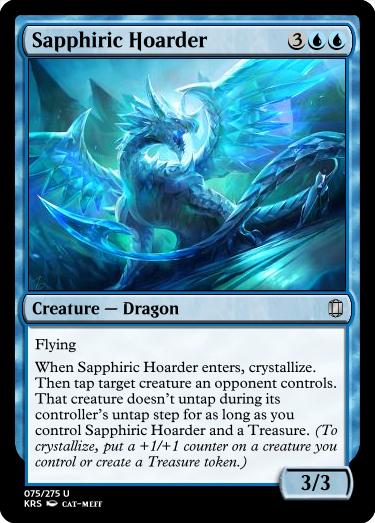 Sapphiric Hoarder 3
Creature — Dragon
Flying
When Sapphiric Hoarder enters, crystallize.
Then tap target creature an opponent controls.
That creature doesn't untap during its
controller's untap step for as long as you
control Sapphiric Hoarder and a Treasure. (To
crystallize, put a +1/+1 counter on a creature you
control or create a Treasure token.)
3/3
075/275 U
KRS CAT-MEFF